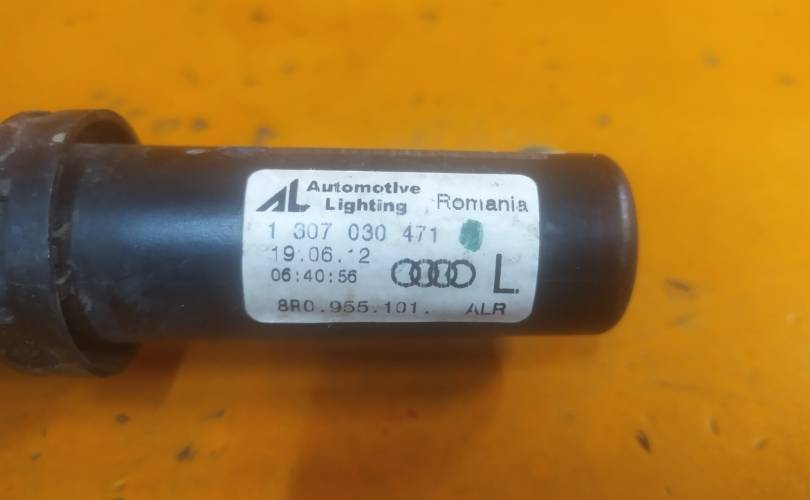 AL Automotive Lighting Romania
1 307 030 471
19.06.12
06:40:56 L
8R0.955.101. ALR